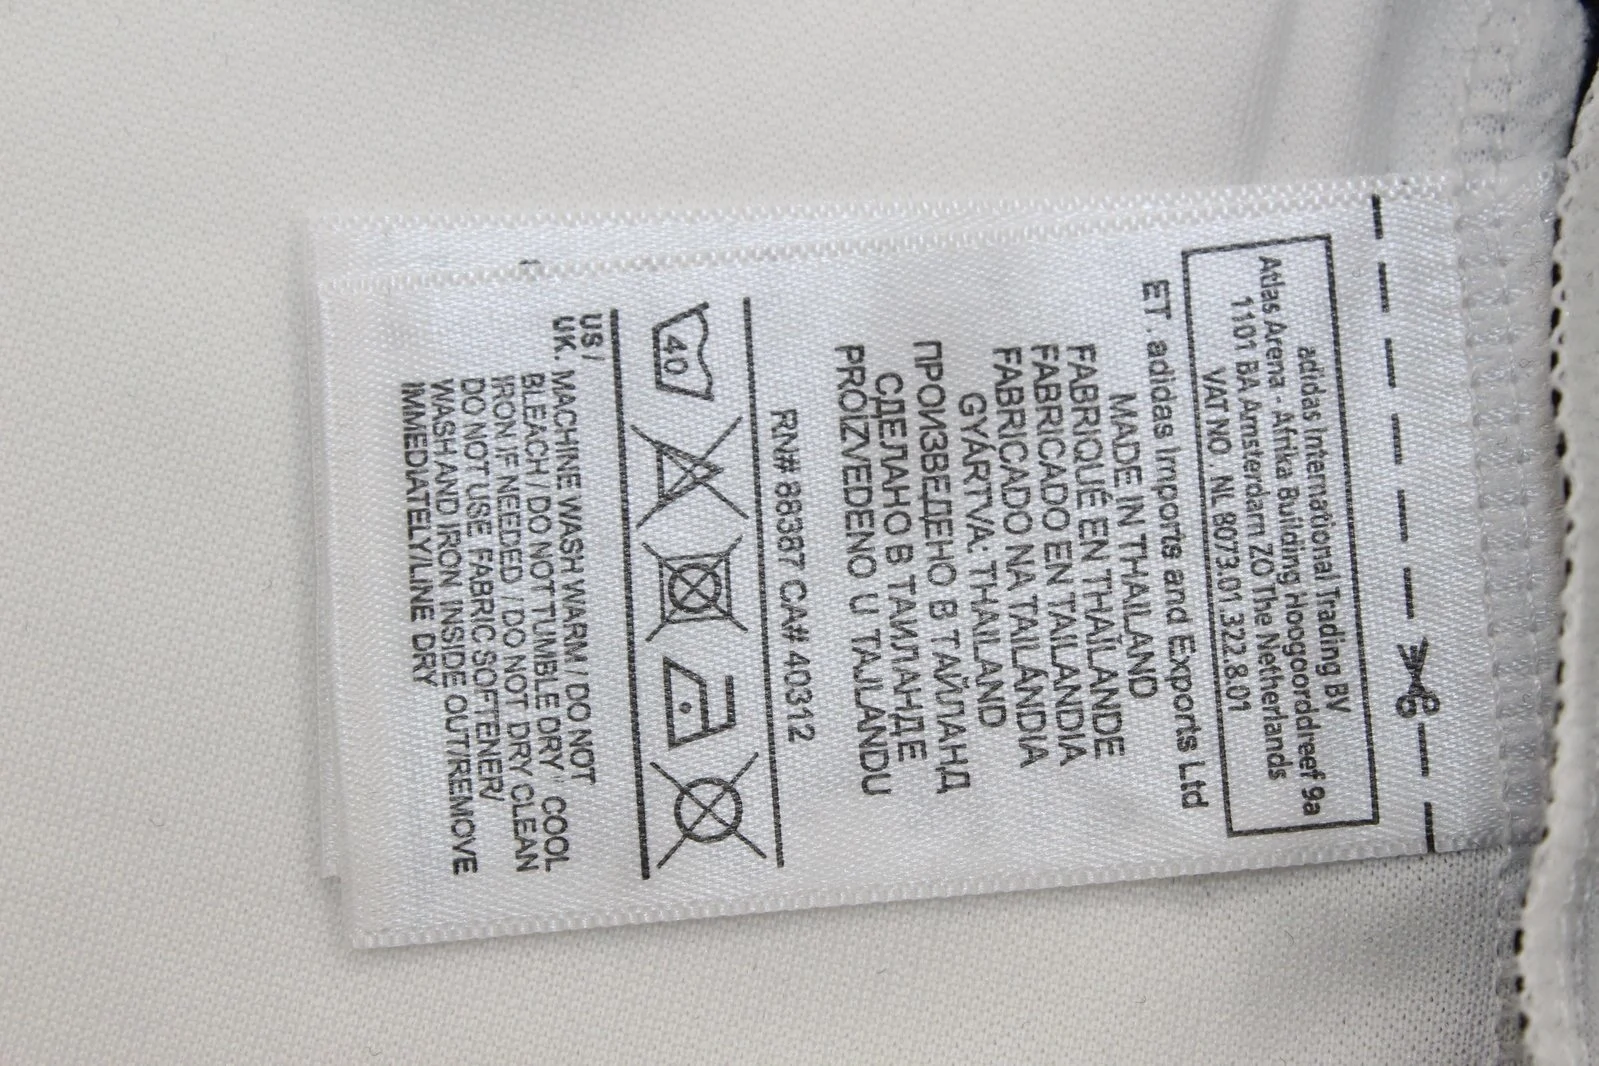 adidas International Trading BV
Atlas Arena - Afrika Building Hoogoorddreef 9a
1101 BA Amsterdam ZO The Netherlands
VAT NO . NL 8073.01.322.8.01
ET . adidas Imports and Exports Ltd
MADE IN THAILAND
FABRIQUÉ EN THAÏLANDE
FABRICADO EN TAILANDIA
FABRICADO NA TAILÂNDIA
GYÁRTVA: THAILAND
ПРОИЗВЕДЕНО В ТАЙЛАНД
СДЕЛАНО В ТАИЛАНДЕ
PROIZVEDENO U TAJLANDU
RN# 88387 CA# 40312
40
US /
UK. MACHINE WASH WARM / DO NOT
BLEACH / DO NOT TUMBLE DRY / COOL
IRON IF NEEDED / DO NOT DRY CLEAN
DO NOT USE FABRIC SOFTENER/
WASH AND IRON INSIDE OUT/REMOVE
IMMEDIATELY/LINE DRY